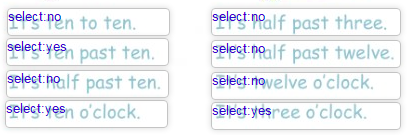 select:no
It's ten to ten.
select:yes
It's ten past ten.
select:no
It's half past ten.
select:yes
It's ten o'clock.
select:no
It's half past three.
select:no
It's half past twelve.
select:no
It's twelve o'clock.
select:yes
It's three o'clock.